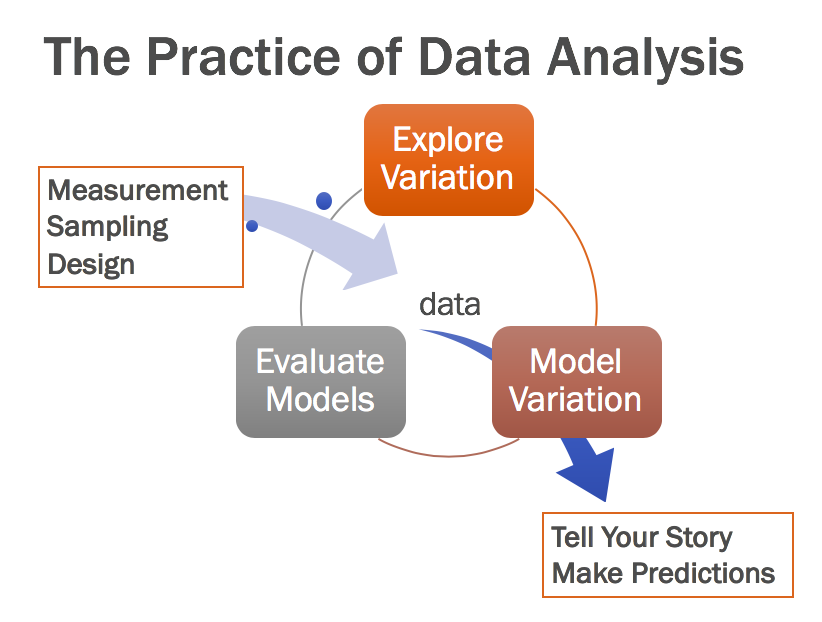 The Practice of Data Analysis
Explore
Variation
Measurement
Sampling
Design
data
Evaluate
Models
Model
Variation
Tell Your Story
Make Predictions